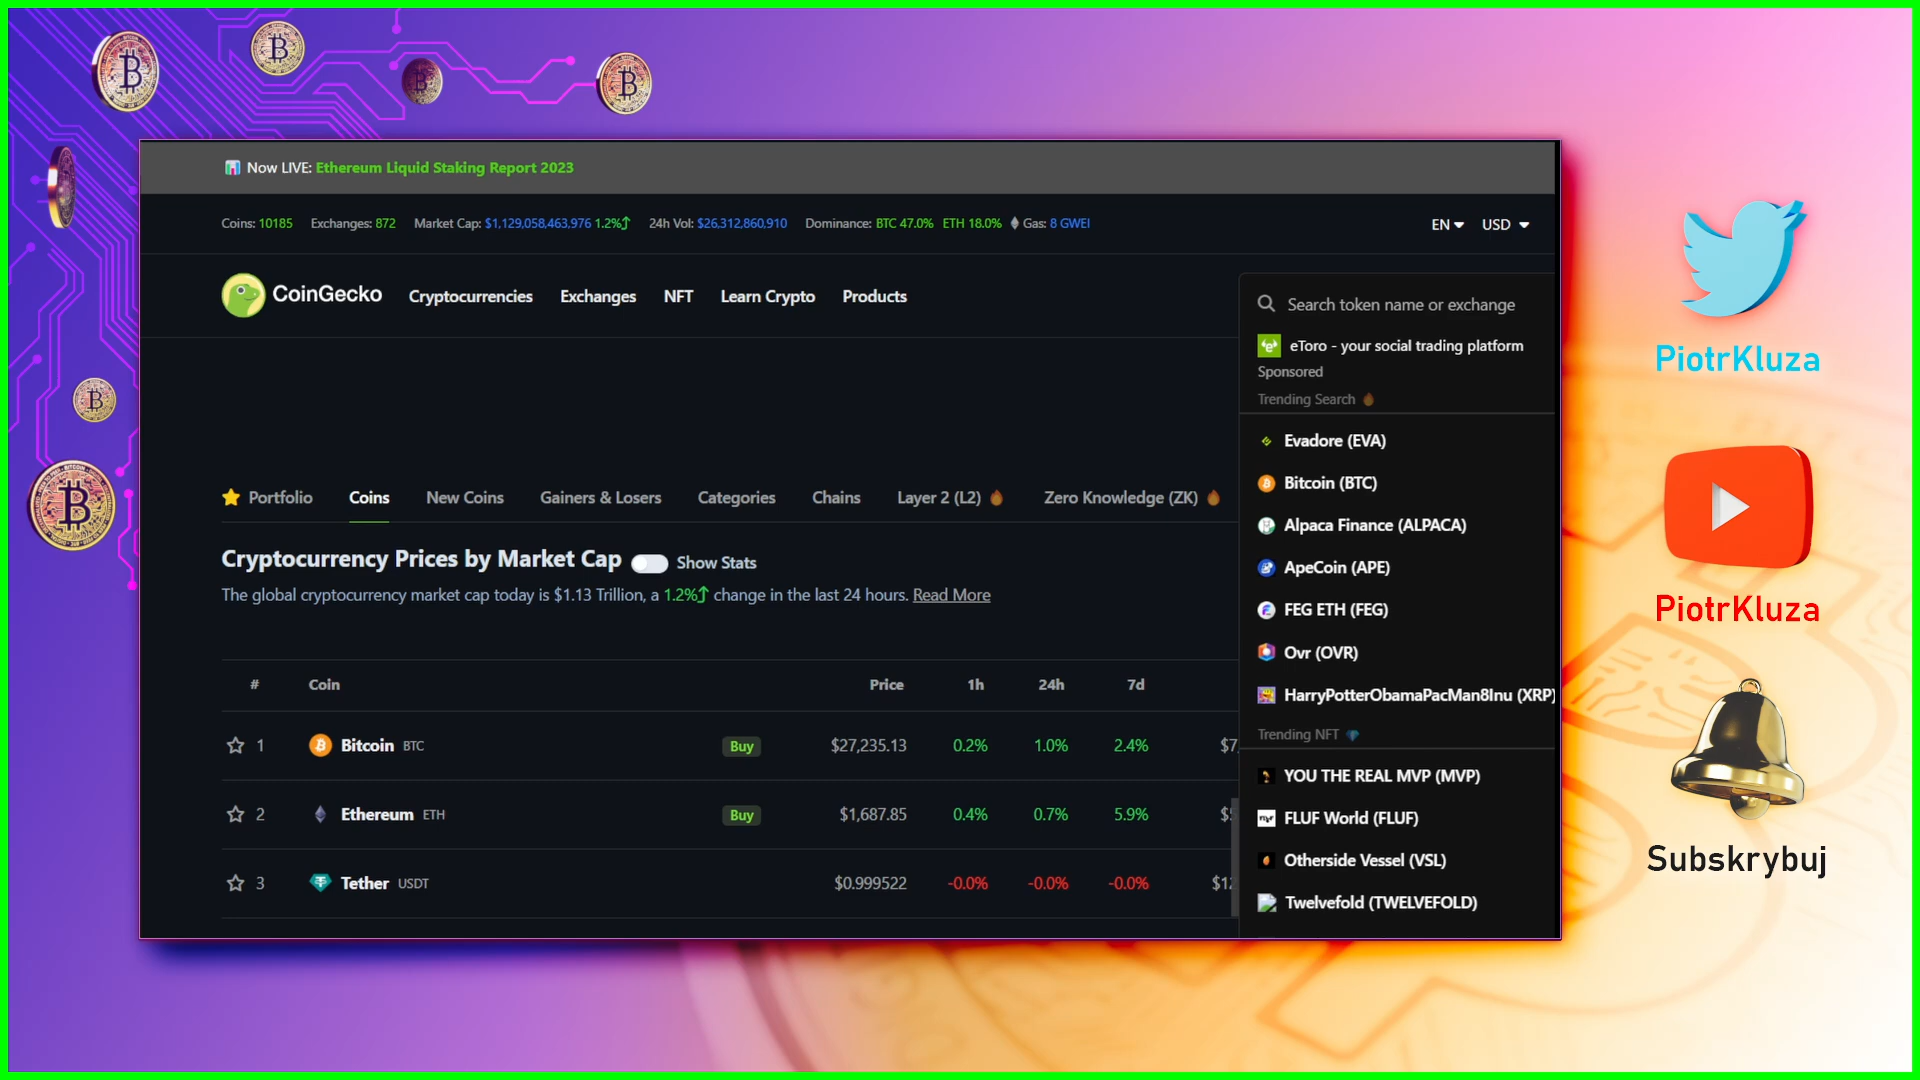 Now LIVE: Ethereum Liquid Staking Report 2023
Coins: 10185 Exchanges: 872 Market Cap: $1,129,058,463,976 1.2% 24h Vol: $26,312,860,910 Dominance: BTC 47.0% ETH 18.0% Gas: 8 GWEI
EN USD
CoinGecko Cryptocurrencies Exchanges NFT Learn Crypto Products
Search token name or exchange
eToro - your social trading platform
Sponsored
Trending Search
Evadore (EVA)
Bitcoin (BTC)
Alpaca Finance (ALPACA)
ApeCoin (APE)
FEG ETH (FEG)
Ovr (OVR)
HarryPotterObamaPacMan8Inu (XRP)
Trending NFT
YOU THE REAL MVP (MVP)
FLUF World (FLUF)
Otherside Vessel (VSL)
Twelvefold (TWELVEFOLD)
Portfolio Coins New Coins Gainers & Losers Categories Chains Layer 2 (L2) Zero Knowledge (ZK)
Cryptocurrency Prices by Market Cap Show Stats
The global cryptocurrency market cap today is $1.13 Trillion, a 1.2% change in the last 24 hours. Read More
# Coin Price 1h 24h 7d
1 Bitcoin BTC Buy $27,235.13 0.2% 1.0% 2.4% $7,
2 Ethereum ETH Buy $1,687.85 0.4% 0.7% 5.9%
3 Tether USDT $0.999522 -0.0% -0.0% -0.0% $12
PiotrKluza
PiotrKluza
Subskrybuj